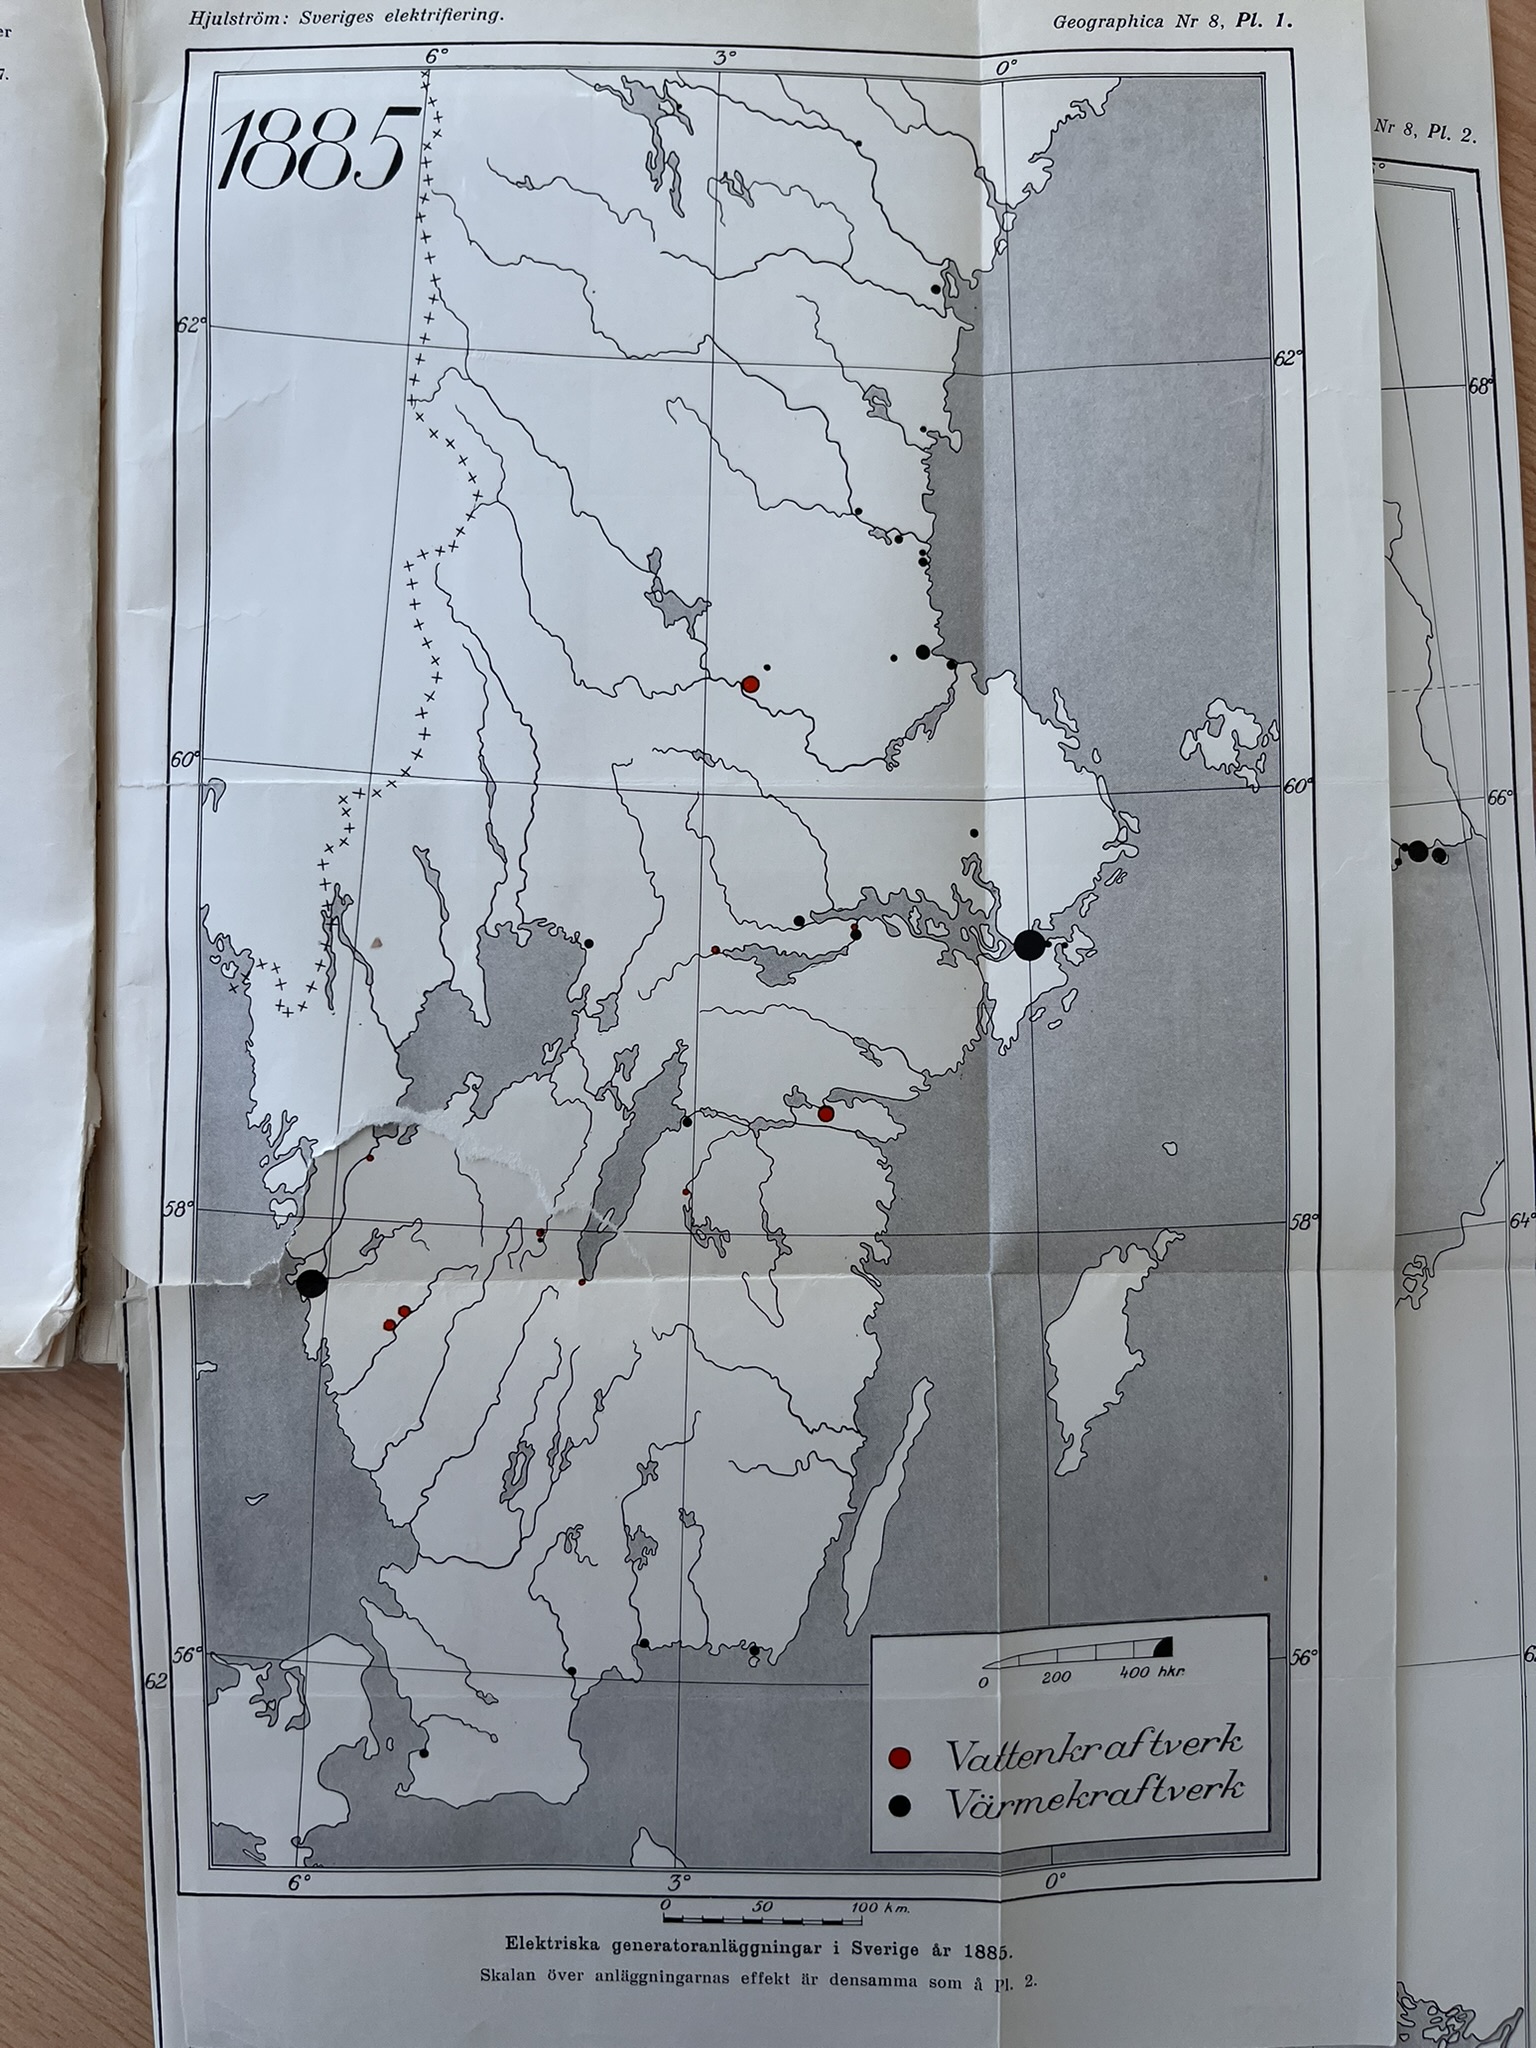 er
7.
Hjulström: Sveriges elektrifiering.
Geographica Nr 8, Pl. 1.
Nr 8, Pl. 2.
6°
3°
0°
1885
62°
62°
68°
60°
60°
66°
58°
58°
64°
56°
56°
62
0
200
400 hkr
Vattenkraftverk
Värmekraftverk
6°
3°
0°
0
50
100 km.
Elektriska generatoranläggningar i Sverige år 1885.
Skalan över anläggningarnas effekt är densamma som å Pl. 2.